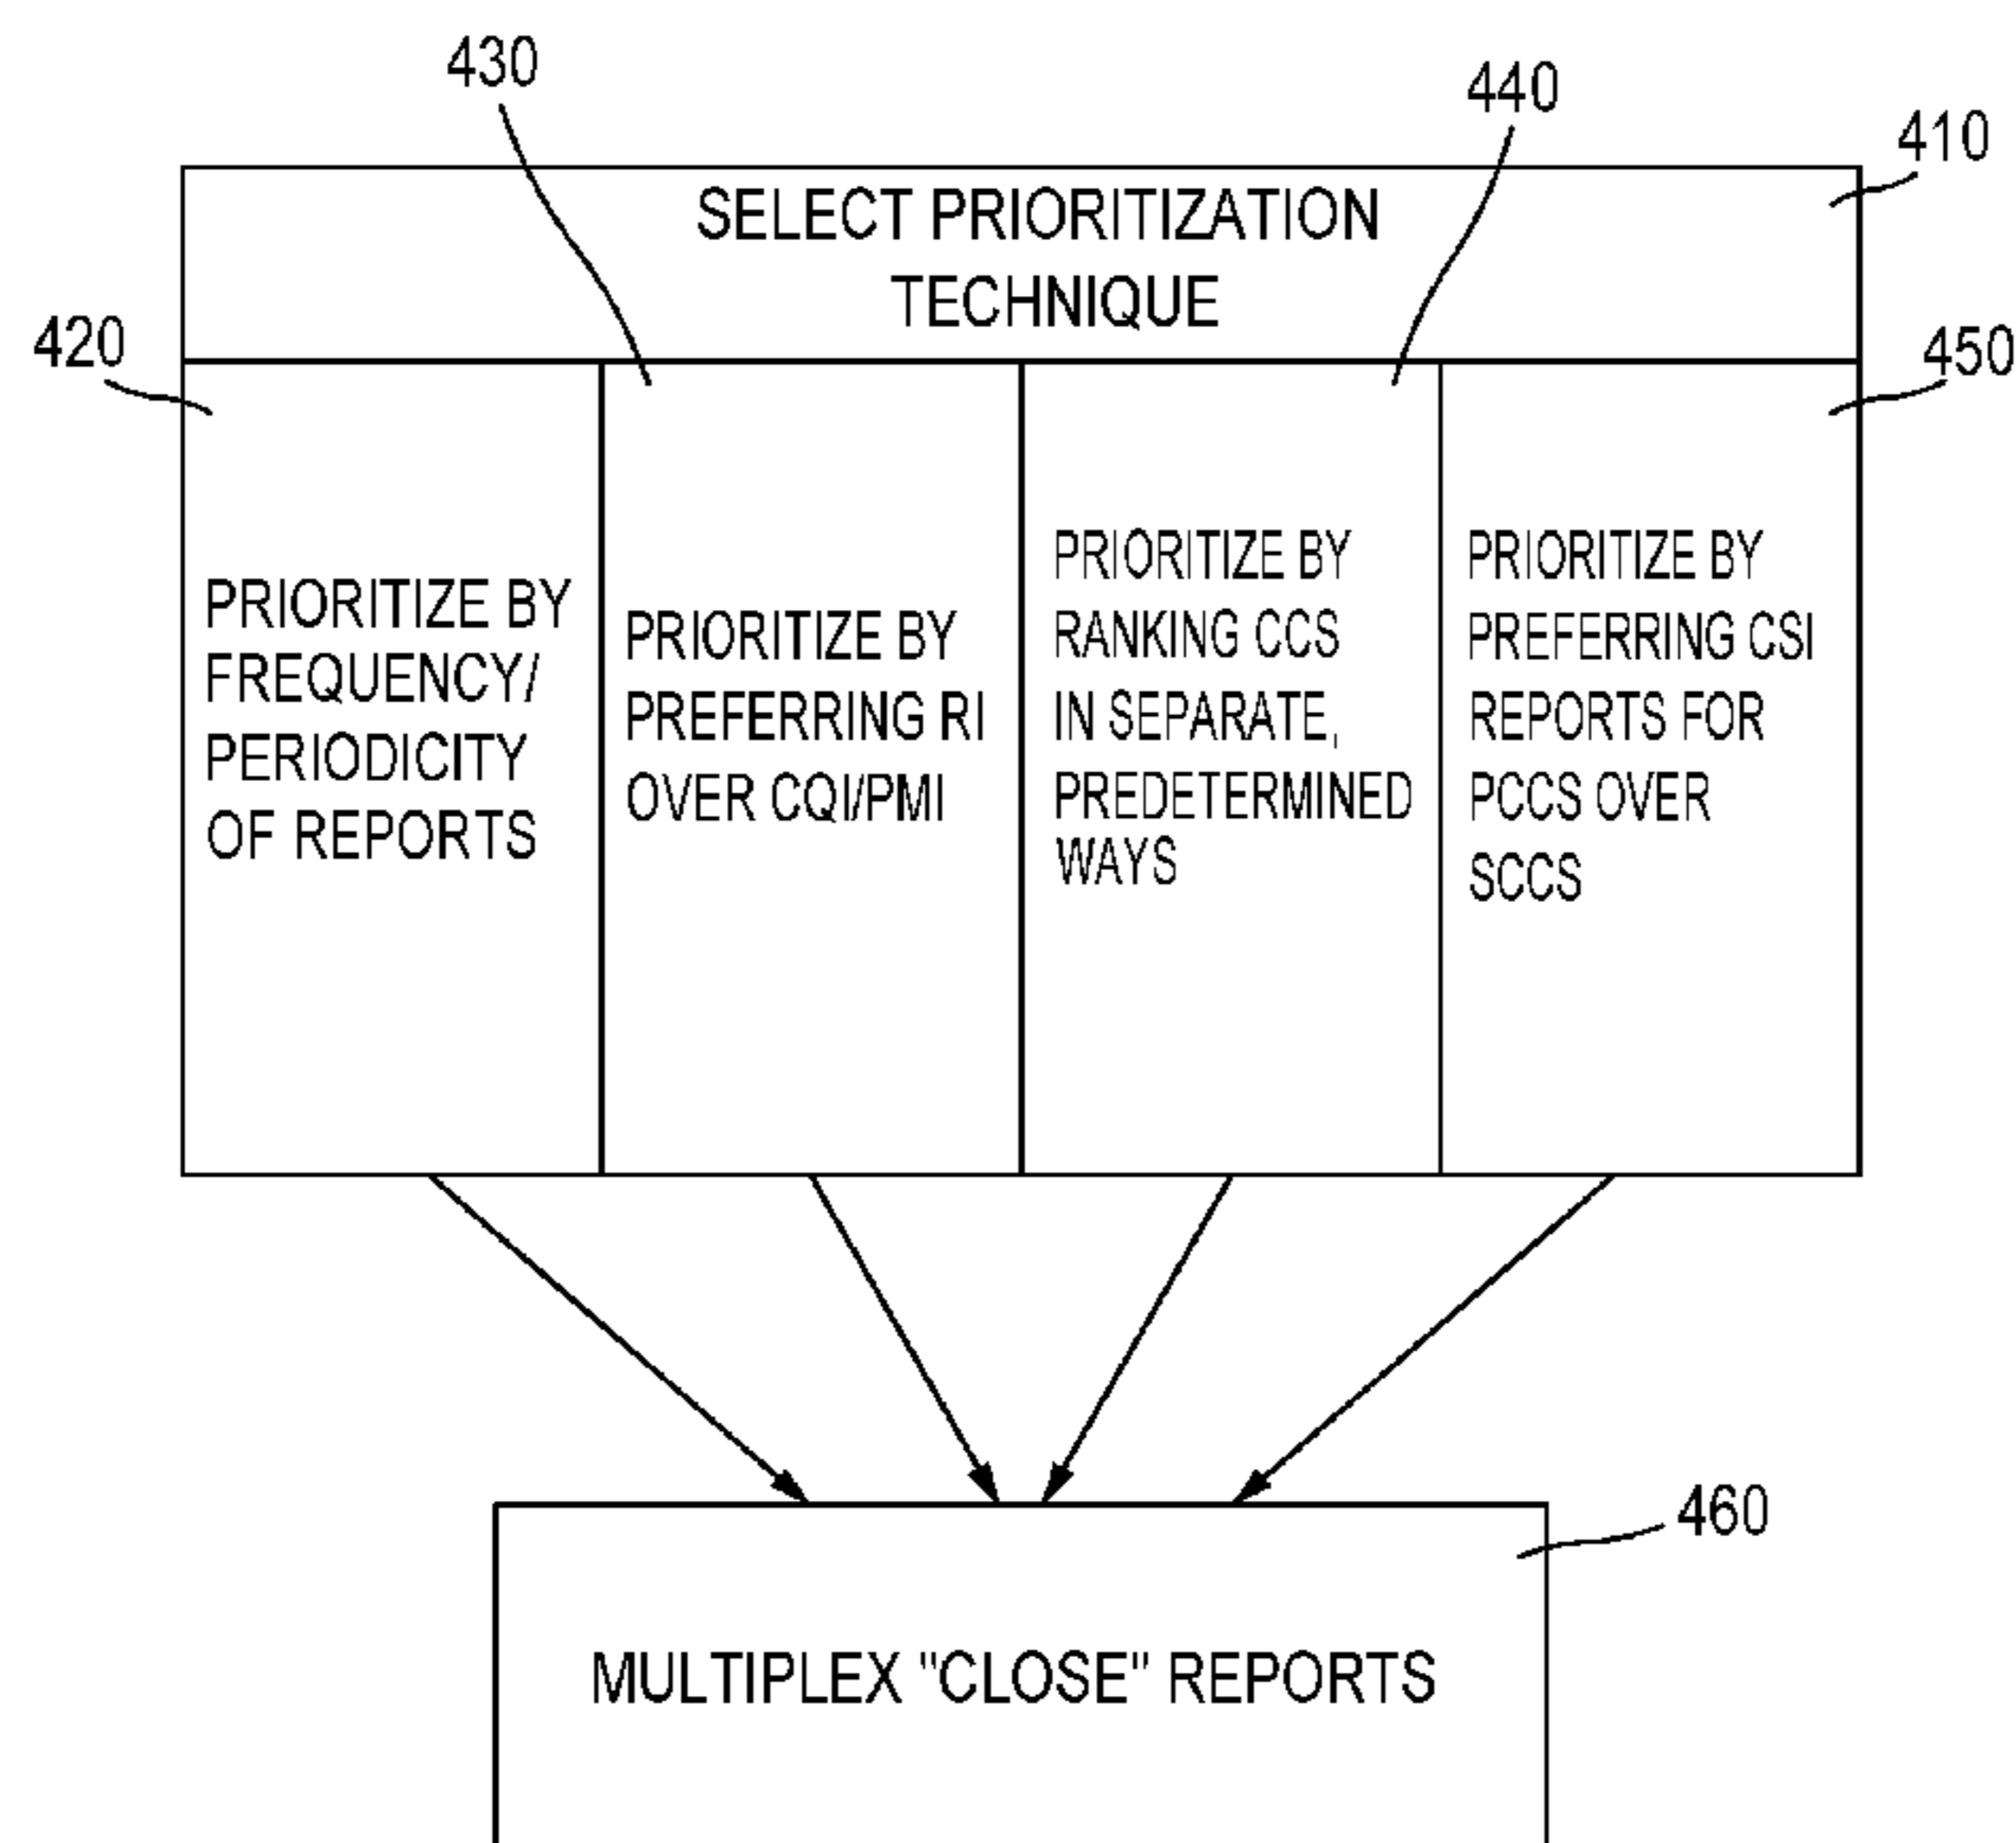 430
440
410
SELECT PRIORITIZATION
TECHNIQUE
420
450
PRIORITIZE BY
FREQUENCY/
PERIODICITY
OF REPORTS
PRIORITIZE BY
PREFERRING RI
OVER CQI/PMI
PRIORITIZE BY
RANKING CCS
IN SEPARATE,
PREDETERMINED
WAYS
PRIORITIZE BY
PREFERRING CSI
REPORTS FOR
PCCS OVER
SCCS
460
MULTIPLEX "CLOSE" REPORTS